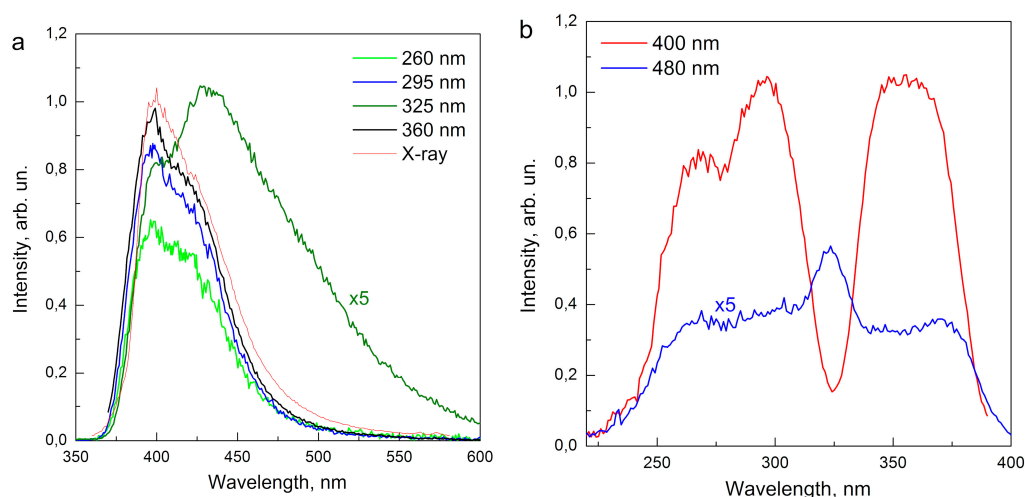 a
1,2
1,0
0,8
0,6
0,4
0,2
0,0
350 400 450 500 550 600
Wavelength, nm
Intensity, arb. un.
260 nm
295 nm
325 nm
360 nm
X-ray
x5
b
1,2
1,0
0,8
0,6
0,4
0,2
0,0
250 300 350 400
Wavelength, nm
Intensity, arb. un.
400 nm
480 nm
x5